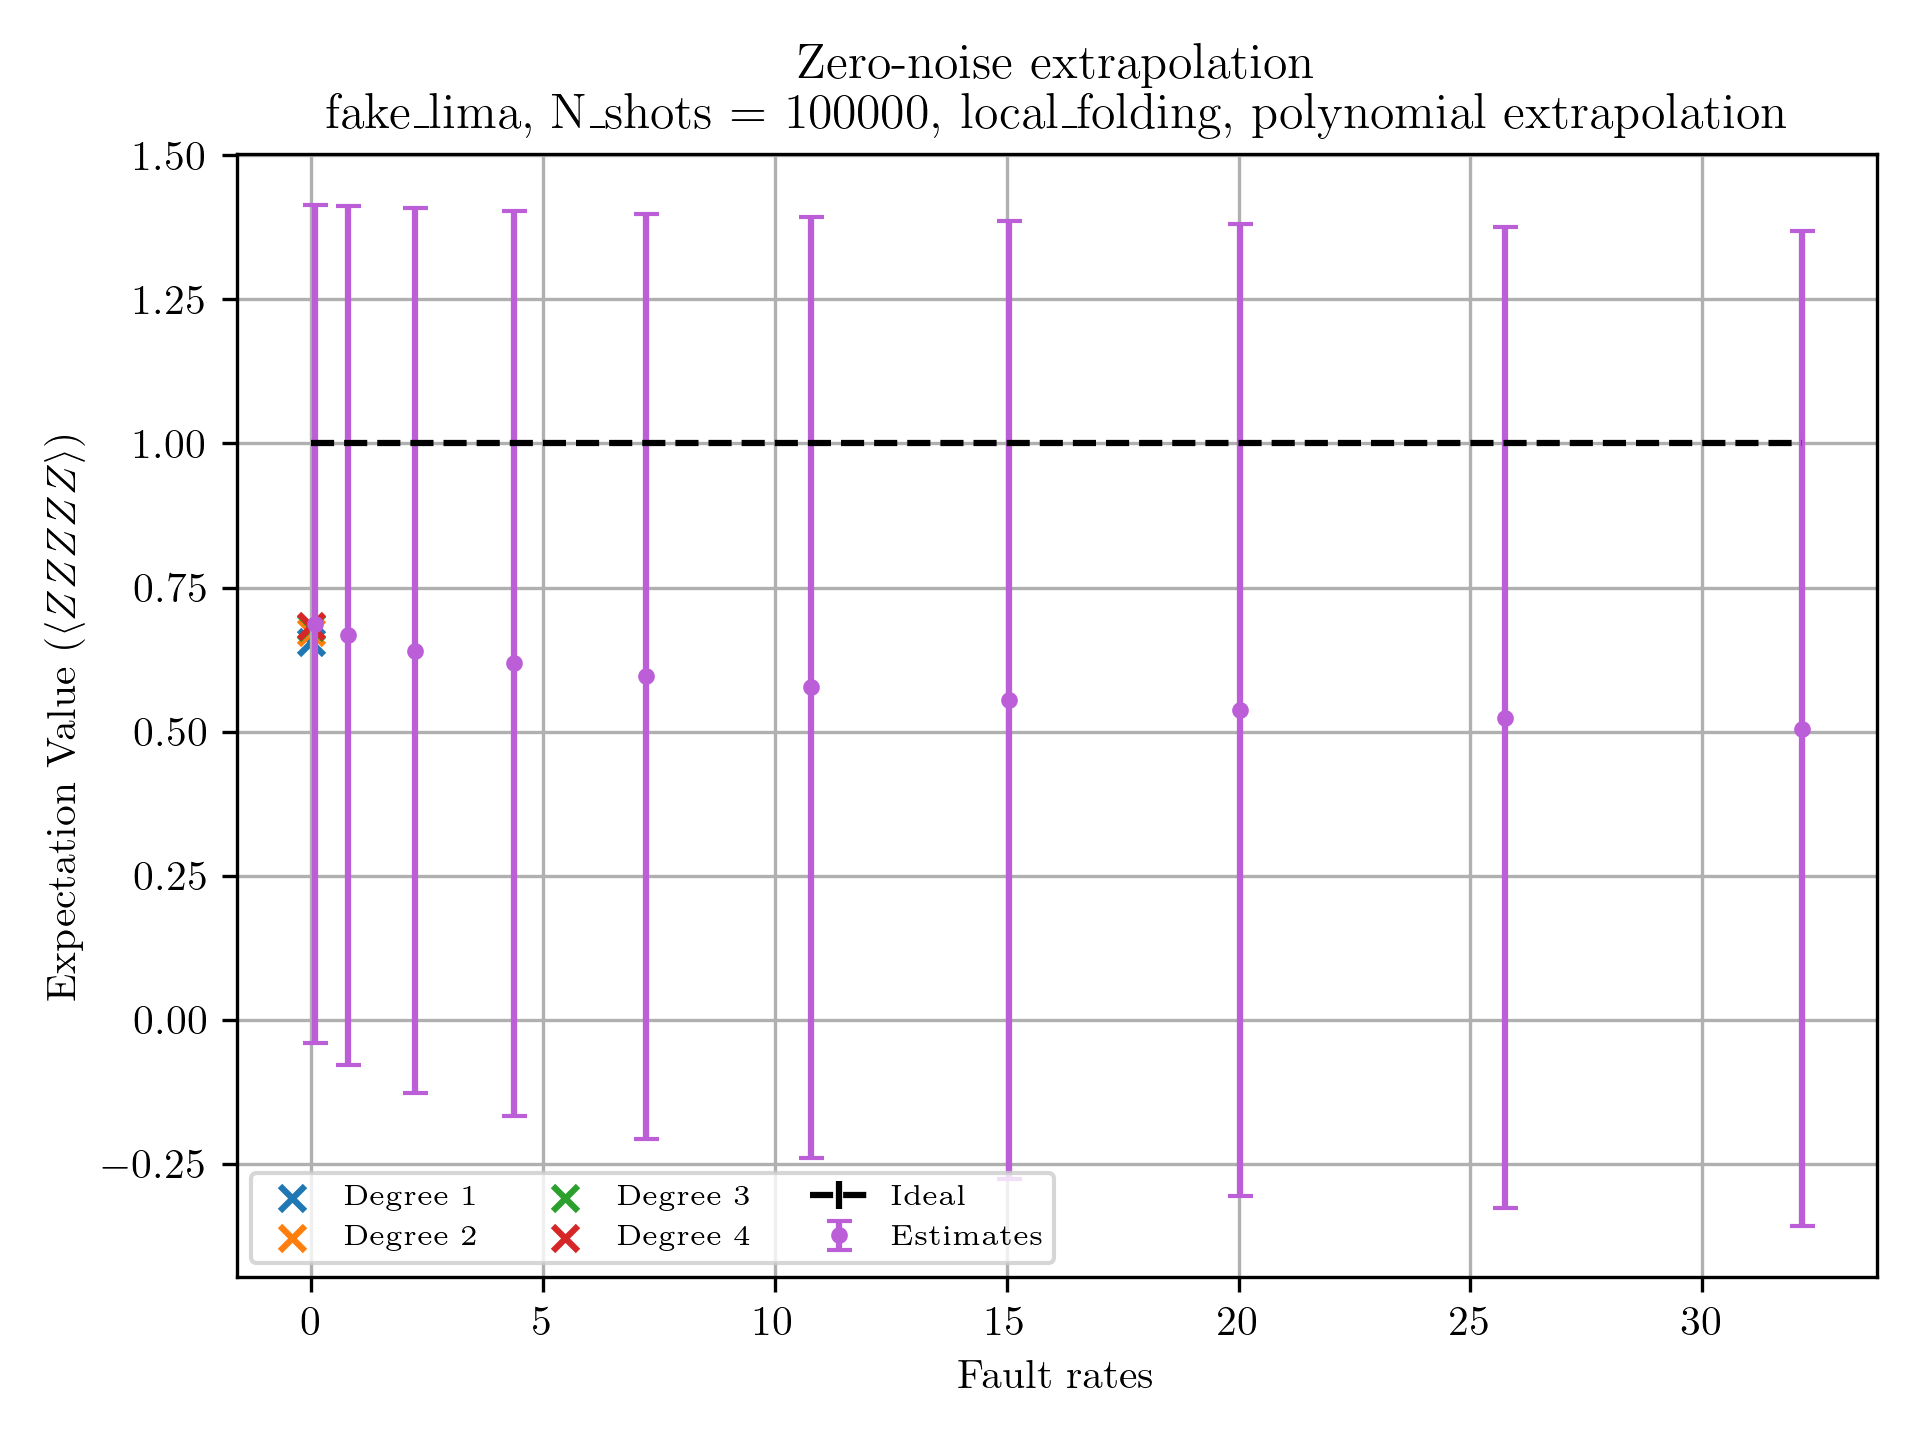 Zero-noise extrapolation
fake_lima, N_shots = 100000, local_folding, polynomial extrapolation
1.50
1.25
1.00
0.75
0.50
0.25
0.00
−0.25
Expectation Value (⟨ZZZZZ⟩)
Degree 1
Degree 2
Degree 3
Degree 4
Ideal
Estimates
0 5 10 15 20 25 30
Fault rates